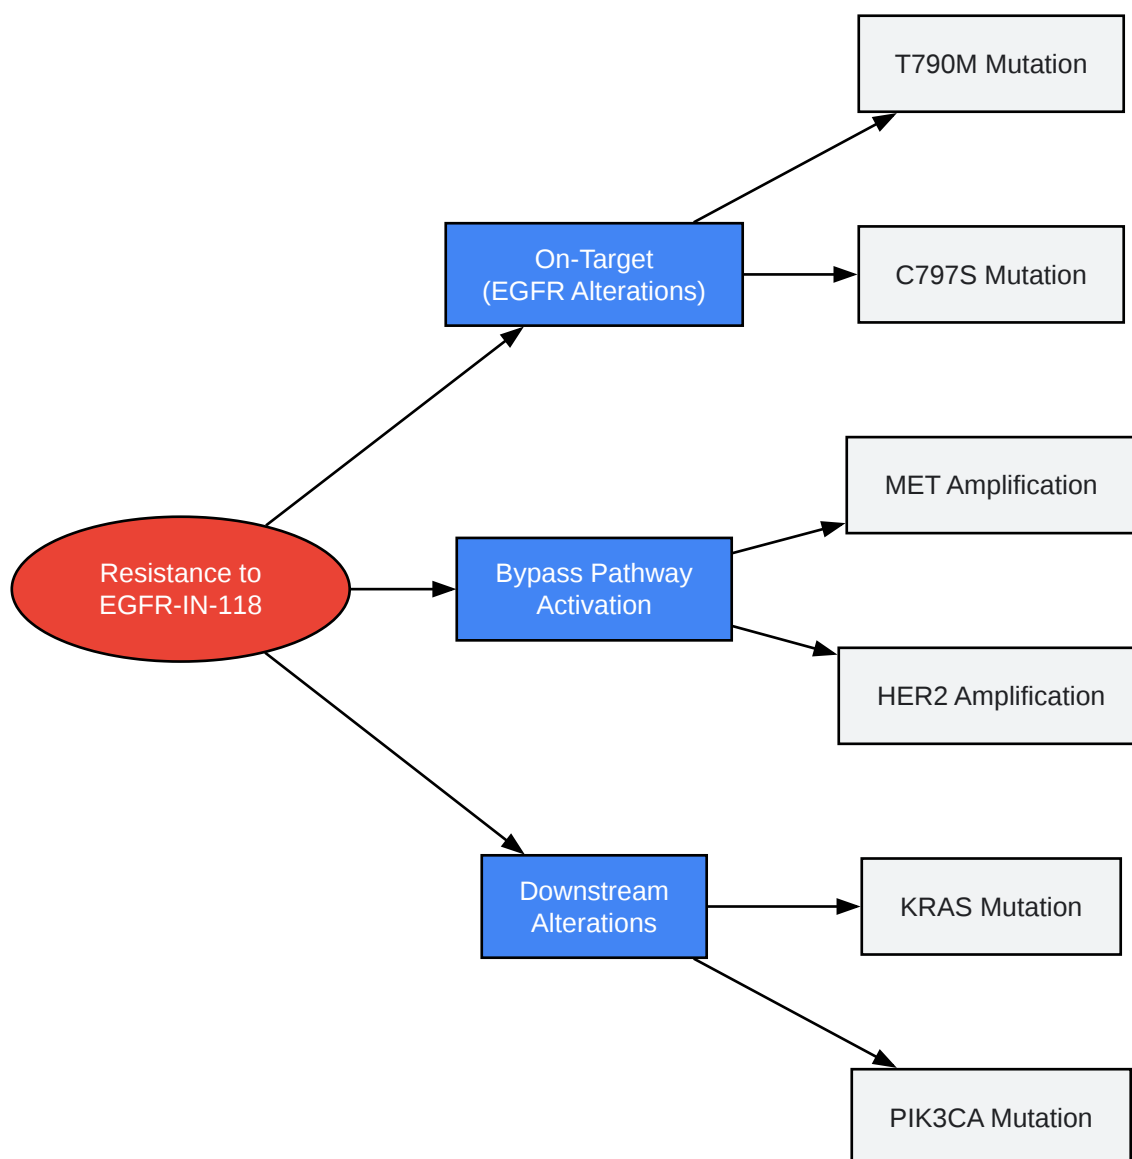 T790M Mutation
On-Target
(EGFR Alterations)
C797S Mutation
MET Amplification
Resistance to
EGFR-IN-118
Bypass Pathway
Activation
HER2 Amplification
Downstream
Alterations
KRAS Mutation
PIK3CA Mutation